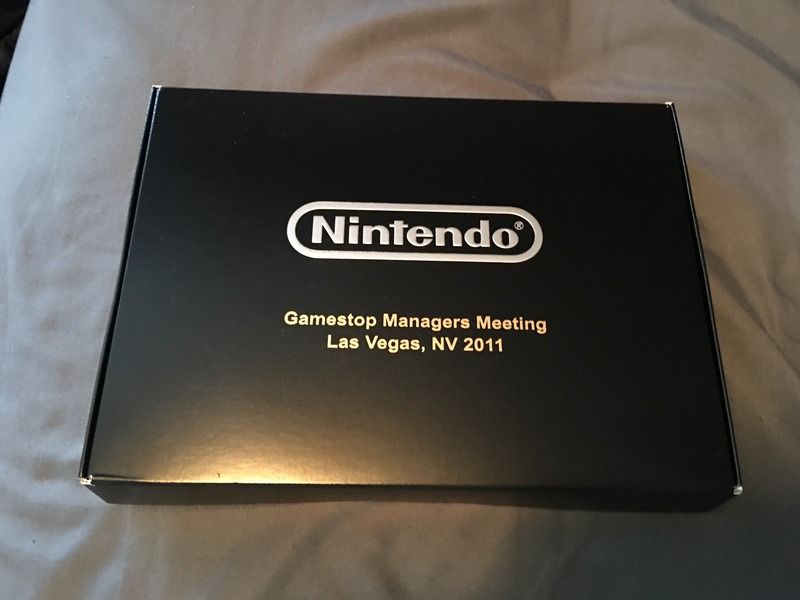 Nintendo®
Gamestop Managers Meeting
Las Vegas, NV 2011